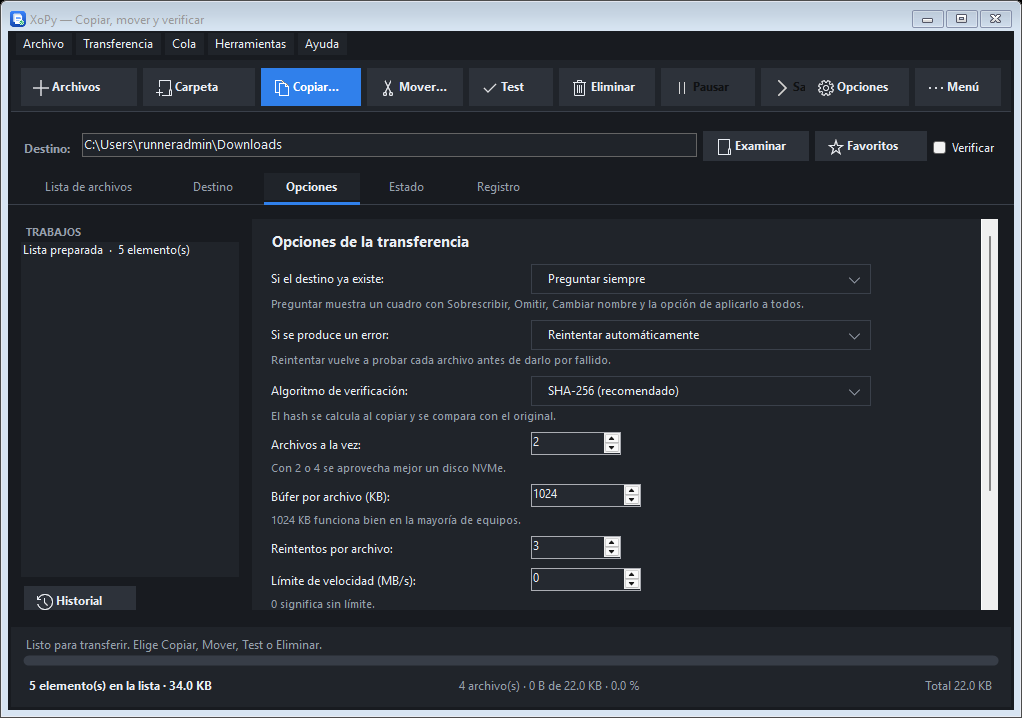 XoPy — Copiar, mover y verificar
Archivo Transferencia Cola Herramientas Ayuda
Archivos Carpeta Copiar... Mover... Test Eliminar Pausar Sa Opciones ··· Menú
Destino: C:\Users\runneradmin\Downloads Examinar Favoritos Verificar
Lista de archivos Destino Opciones Estado Registro
TRABAJOS
Lista preparada · 5 elemento(s)
Historial
Opciones de la transferencia
Si el destino ya existe: Preguntar siempre
Preguntar muestra un cuadro con Sobrescribir, Omitir, Cambiar nombre y la opción de aplicarlo a todos.
Si se produce un error: Reintentar automáticamente
Reintentar vuelve a probar cada archivo antes de darlo por fallido.
Algoritmo de verificación: SHA-256 (recomendado)
El hash se calcula al copiar y se compara con el original.
Archivos a la vez: 2
Con 2 o 4 se aprovecha mejor un disco NVMe.
Búfer por archivo (KB): 1024
1024 KB funciona bien en la mayoría de equipos.
Reintentos por archivo: 3
Límite de velocidad (MB/s): 0
0 significa sin límite.
Listo para transferir. Elige Copiar, Mover, Test o Eliminar.
5 elemento(s) en la lista · 34.0 KB 4 archivo(s) · 0 B de 22.0 KB · 0.0 % Total 22.0 KB